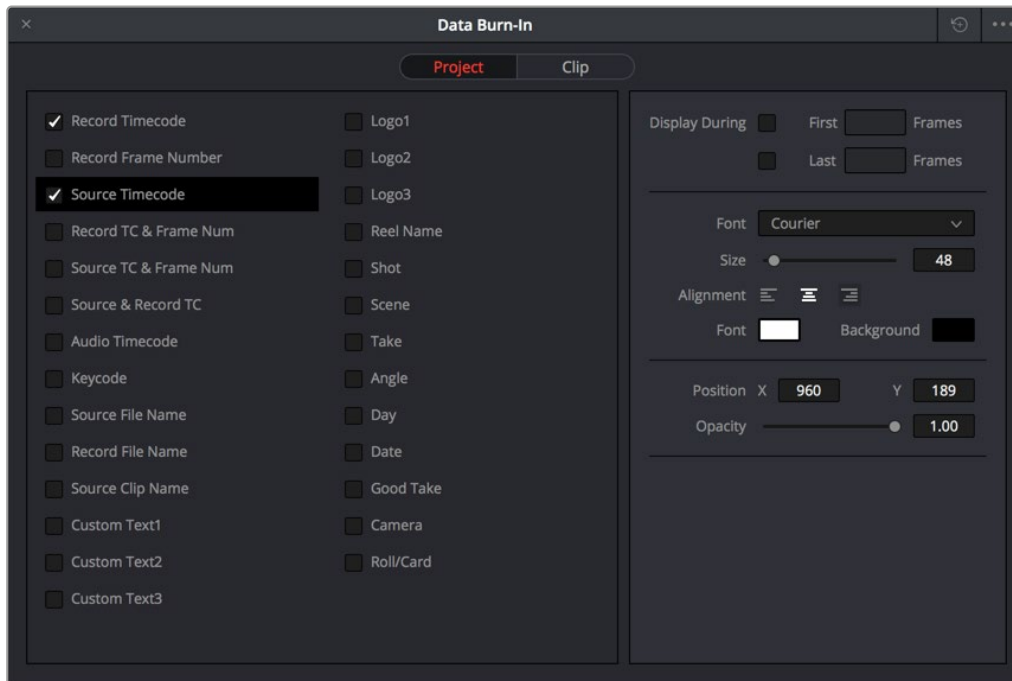 Data Burn-In
Project
Clip
Record Timecode
Record Frame Number
Source Timecode
Record TC & Frame Num
Source TC & Frame Num
Source & Record TC
Audio Timecode
Keycode
Source File Name
Record File Name
Source Clip Name
Custom Text1
Custom Text2
Custom Text3
Logo1
Logo2
Logo3
Reel Name
Shot
Scene
Take
Angle
Day
Date
Good Take
Camera
Roll/Card
Display During First Frames
Last Frames
Font Courier
Size 48
Alignment
Font Background
Position X 960 Y 189
Opacity 1.00